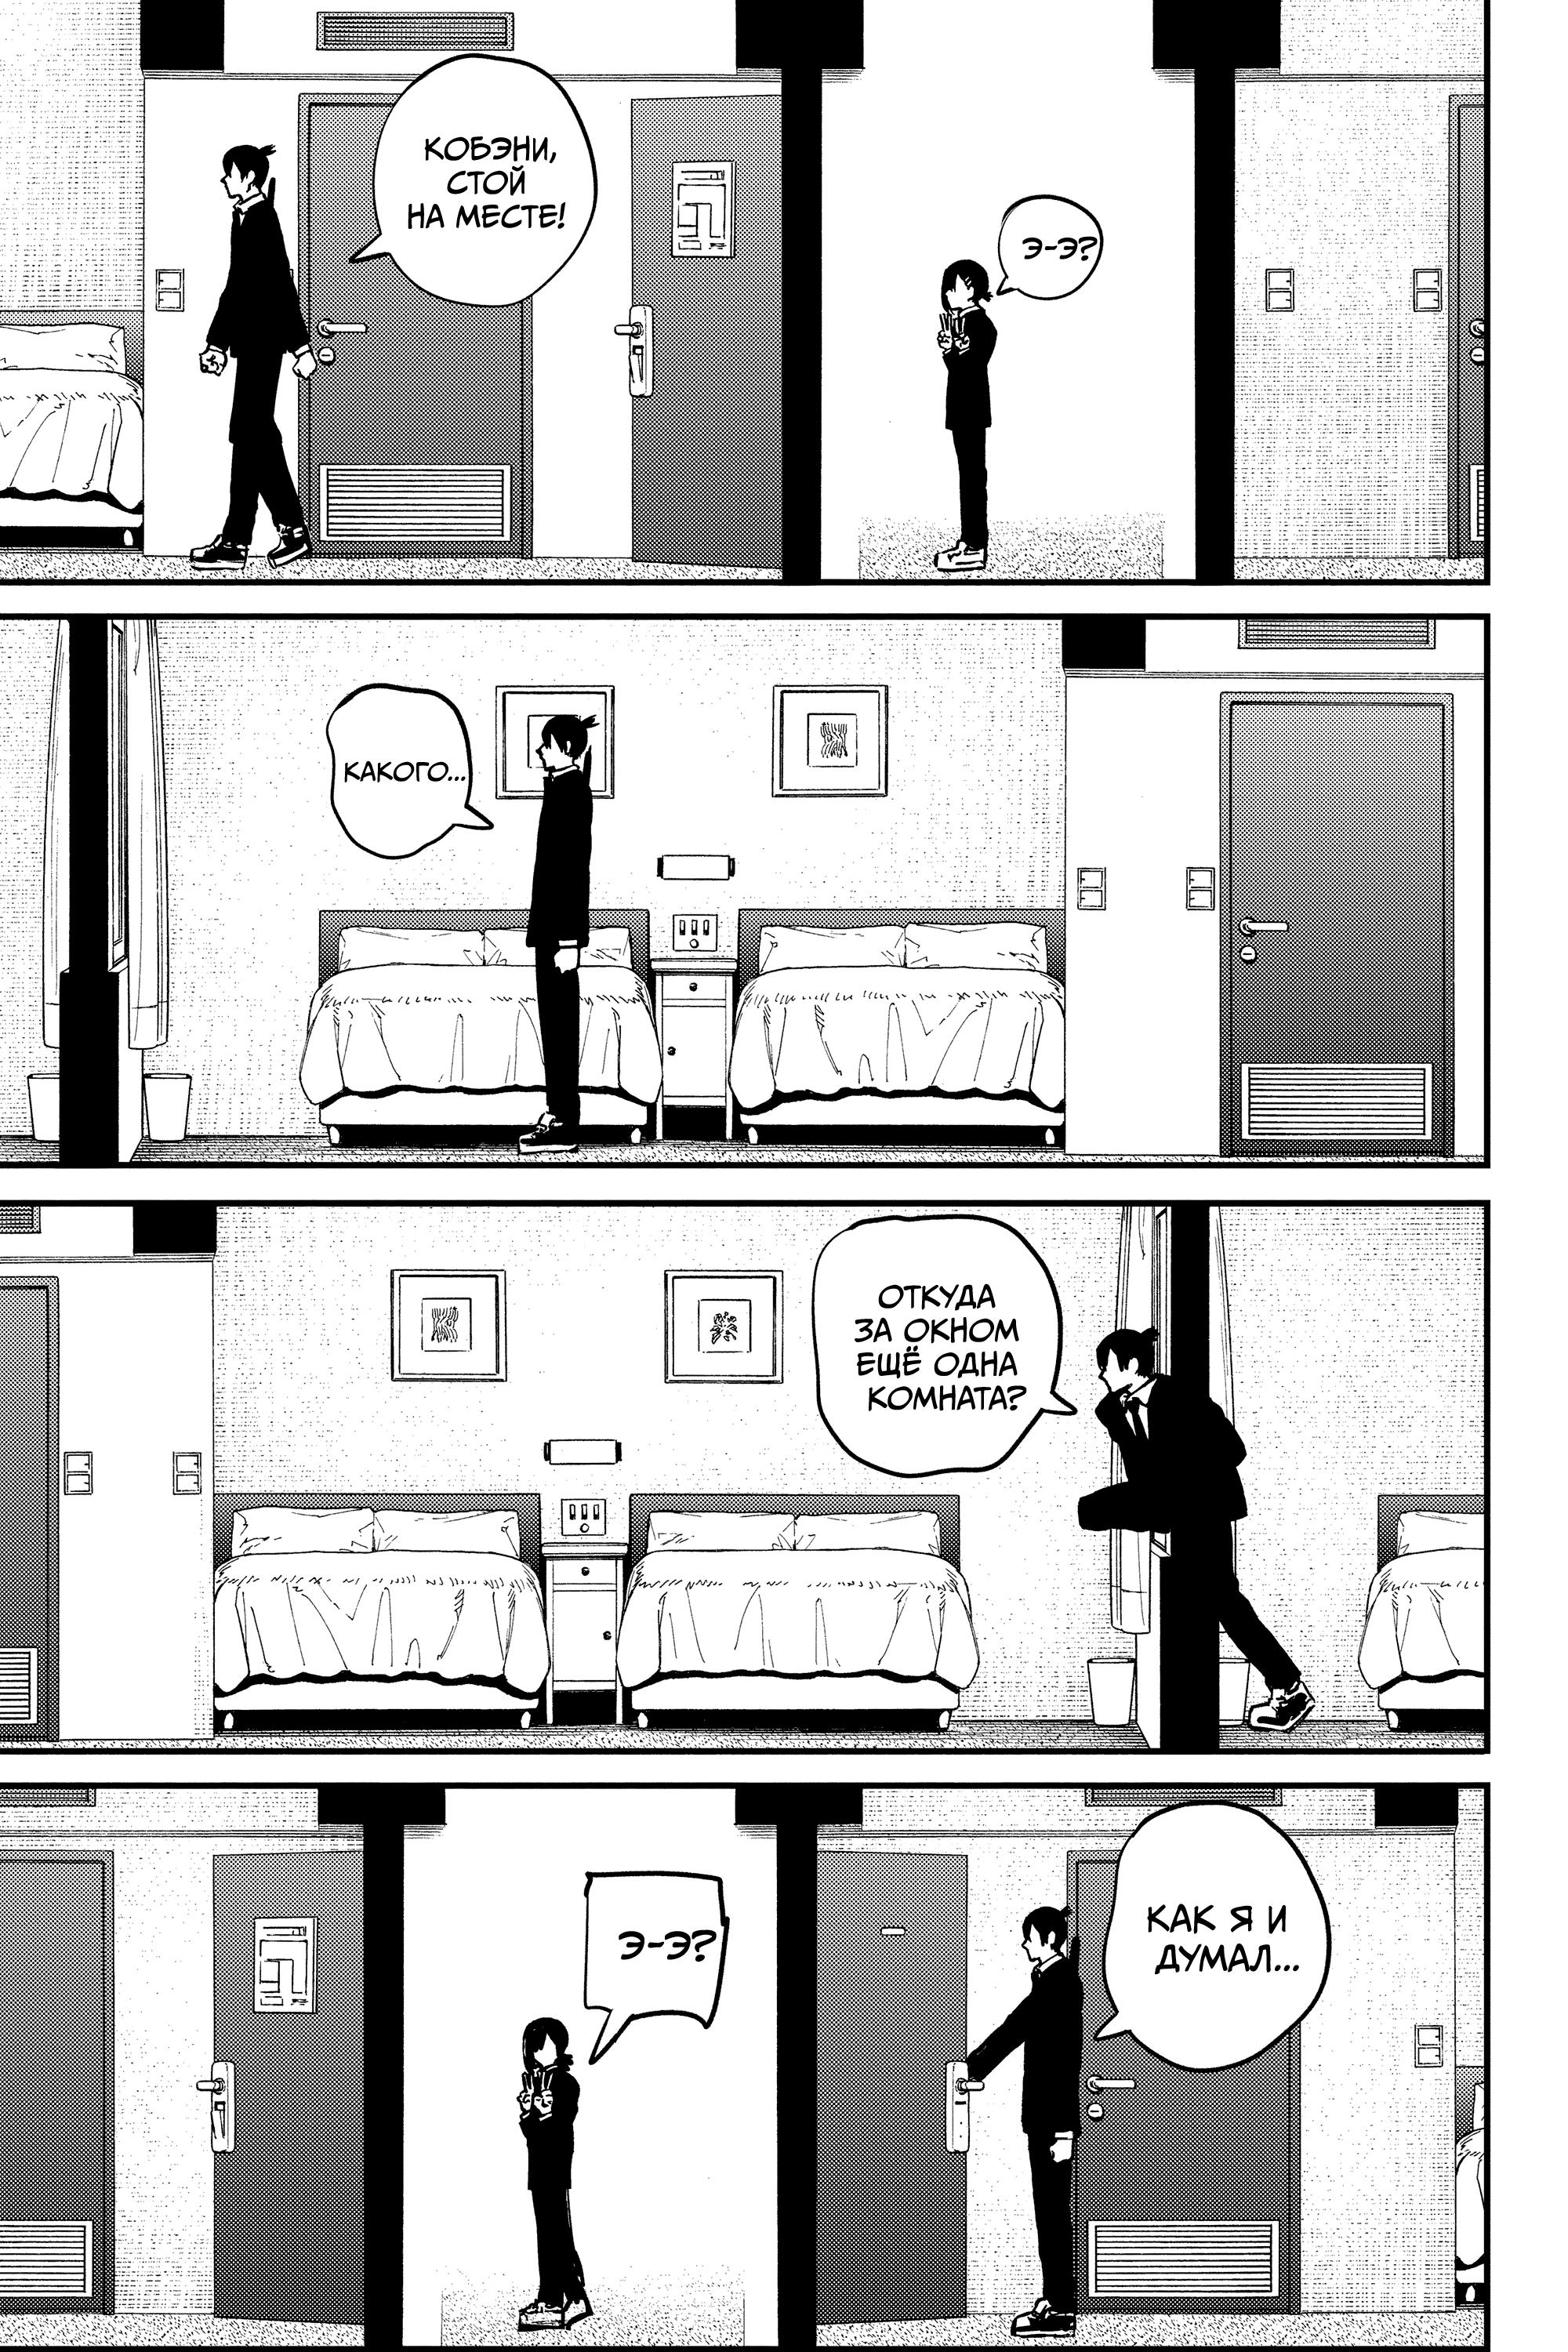 КОБЭНИ,
СТОЙ
НА МЕСТЕ!
Э-Э?
КАКОГО...
ОТКУДА
ЗА ОКНОМ
ЕЩЁ ОДНА
КОМНАТА?
КАК Я И
ДУМАЛ...
Э-Э?